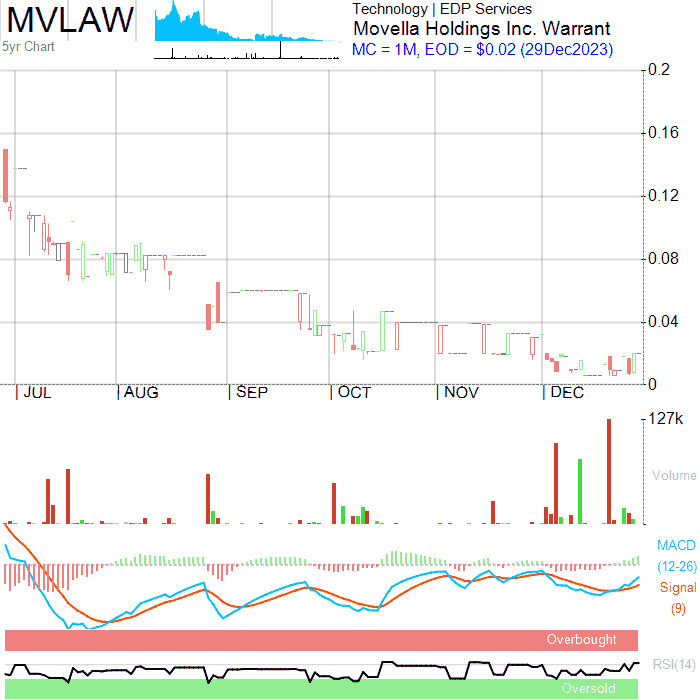 MVLAW
5yr Chart
Technology | EDP Services
Movella Holdings Inc. Warrant
MC = 1M, EOD = $0.02 (29Dec2023)
0.2
0.16
0.12
0.08
0.04
0
JUL AUG SEP OCT NOV DEC
127k
Volume
MACD
(12-26)
Signal
(9)
Overbought
RSI(14)
Oversold